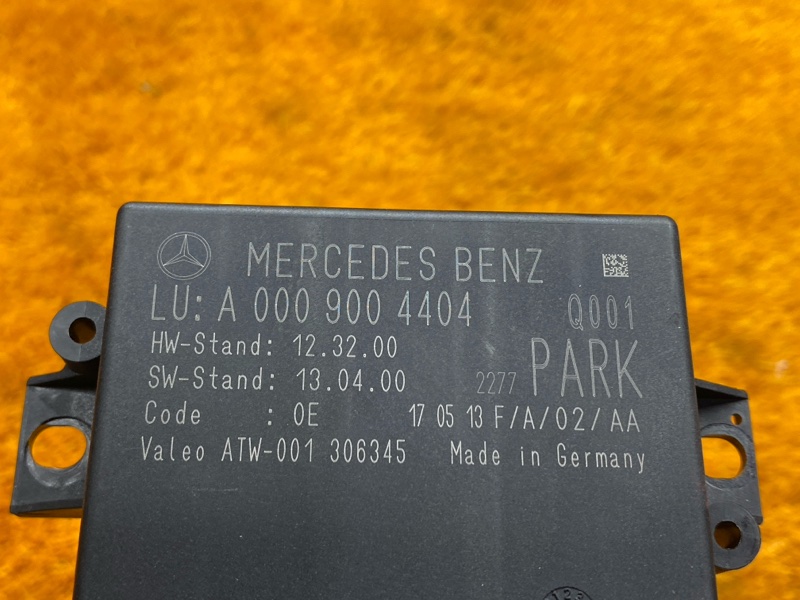 MERCEDES BENZ
LU: A 000 900 4404 Q001
HW-Stand: 12.32.00
SW-Stand: 13.04.00 2277 PARK
Code : 0E 17 05 13 F/A/02/AA
Valeo ATW-001 306345 Made in Germany